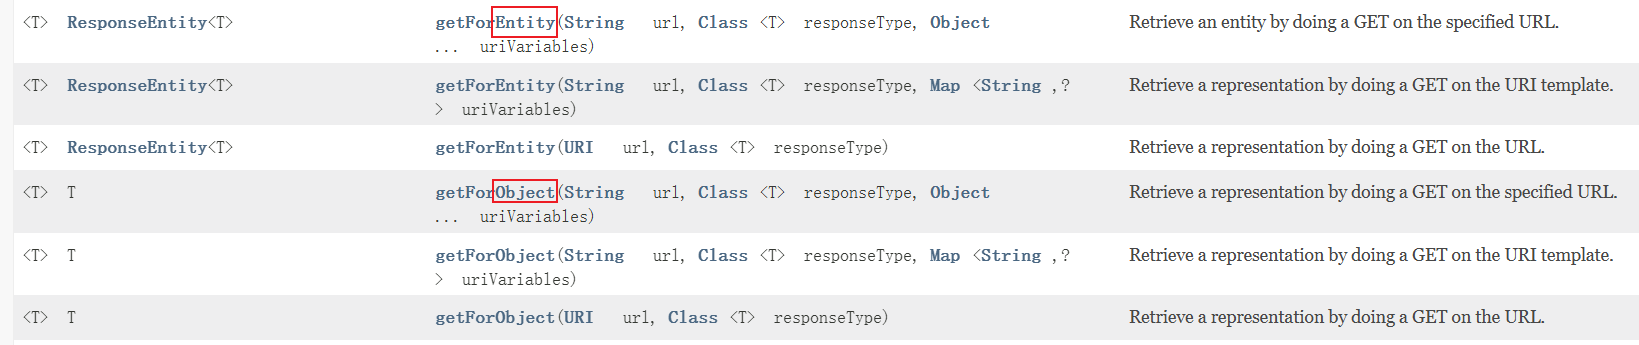 <T> ResponseEntity<T> getForEntity(String url, Class <T> responseType, Object Retrieve an entity by doing a GET on the specified URL.
... uriVariables)
<T> ResponseEntity<T> getForEntity(String url, Class <T> responseType, Map <String ,? Retrieve a representation by doing a GET on the URI template.
> uriVariables)
<T> ResponseEntity<T> getForEntity(URI url, Class <T> responseType) Retrieve a representation by doing a GET on the URL.
<T> T getForObject(String url, Class <T> responseType, Object Retrieve a representation by doing a GET on the specified URL.
... uriVariables)
<T> T getForObject(String url, Class <T> responseType, Map <String ,? Retrieve a representation by doing a GET on the URI template.
> uriVariables)
<T> T getForObject(URI url, Class <T> responseType) Retrieve a representation by doing a GET on the URL.